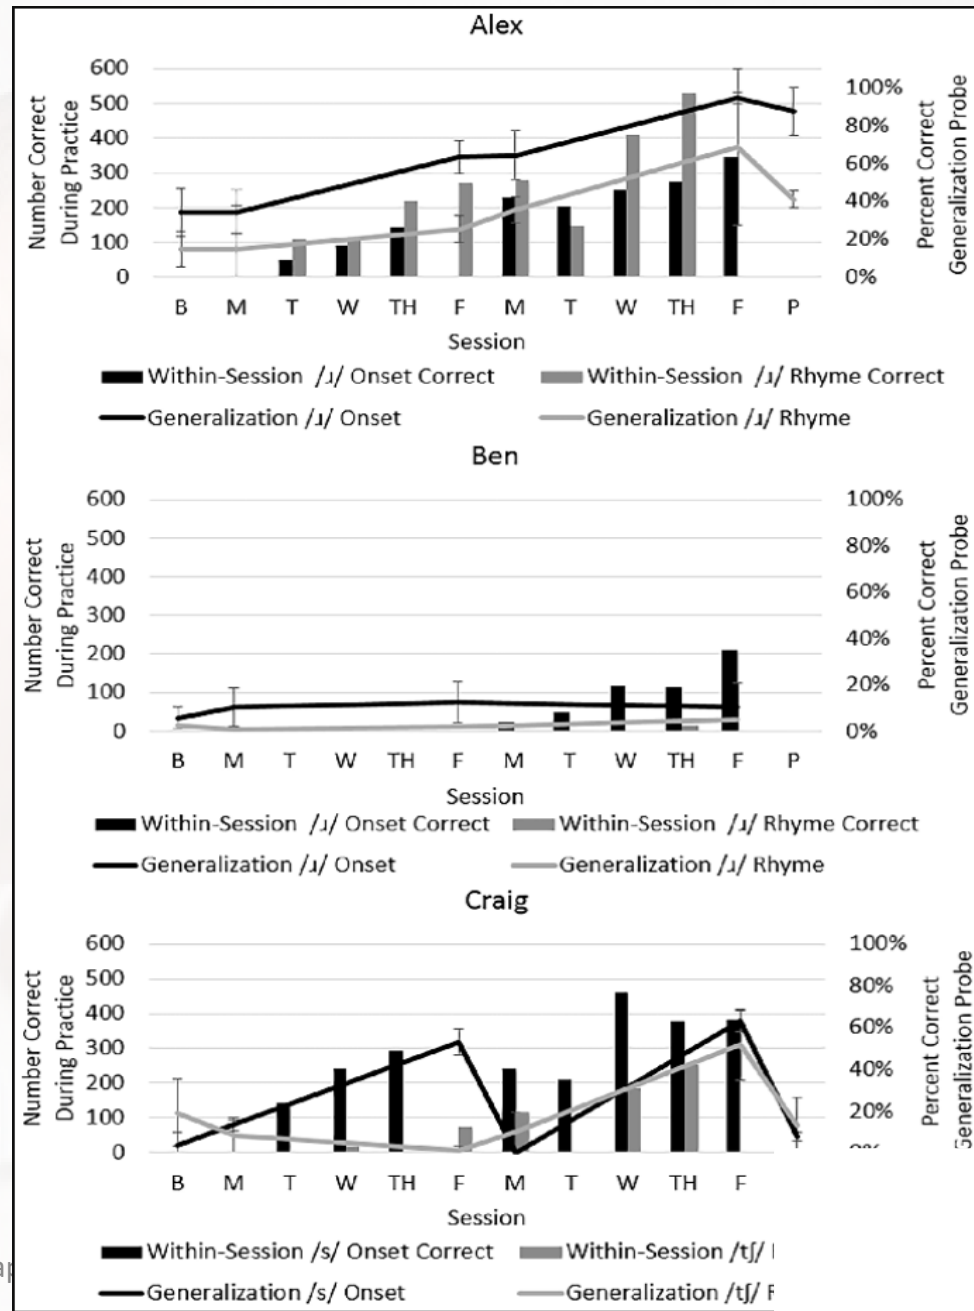 Alex
Number Correct
During Practice
600
500
400
300
200
100
0
100%
80%
60%
40%
20%
0%
Percent Correct
Generalization Probe
B M T W TH F M T W TH F P
Session
Within-Session /ɹ/ Onset Correct Within-Session /ɹ/ Rhyme Correct
Generalization /ɹ/ Onset Generalization /ɹ/ Rhyme
Ben
Number Correct
During Practice
600
500
400
300
200
100
0
100%
80%
60%
40%
20%
0%
Percent Correct
Generalization Probe
B M T W TH F M T W TH F P
Session
Within-Session /ɹ/ Onset Correct Within-Session /ɹ/ Rhyme Correct
Generalization /ɹ/ Onset Generalization /ɹ/ Rhyme
Craig
Number Correct
During Practice
600
500
400
300
200
100
0
100%
80%
60%
40%
20%
Percent Correct
Generalization Probe
B M T W TH F M T W TH F
Session
Within-Session /s/ Onset Correct Within-Session /tʃ/
Generalization /s/ Onset Generalization /tʃ/